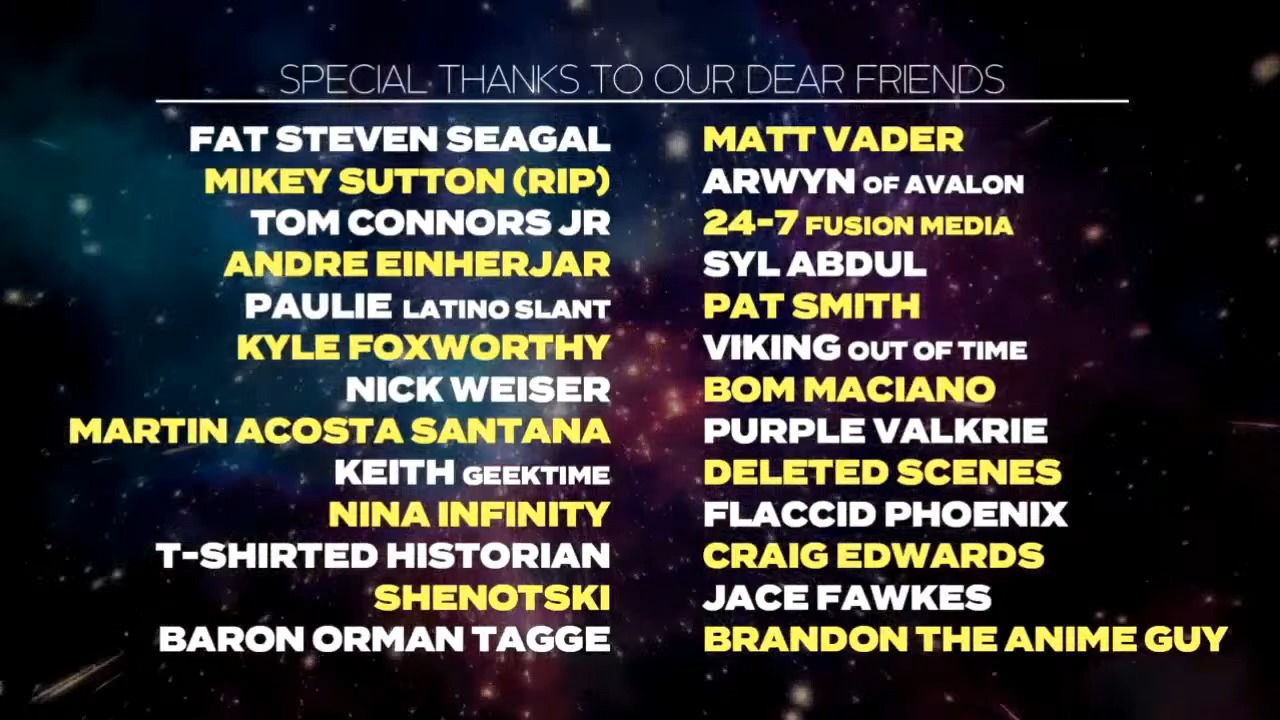 SPECIAL THANKS TO OUR DEAR FRIENDS
FAT STEVEN SEAGAL
MIKEY SUTTON (RIP)
TOM CONNORS JR
ANDRE EINHERJAR
PAULIE LATINO SLANT
KYLE FOXWORTHY
NICK WEISER
MARTIN ACOSTA SANTANA
KEITH GEEKTIME
NINA INFINITY
T-SHIRTED HISTORIAN
SHENOTSKI
BARON ORMAN TAGGE
MATT VADER
ARWYN OF AVALON
24-7 FUSION MEDIA
SYL ABDUL
PAT SMITH
VIKING OUT OF TIME
BOM MACIANO
PURPLE VALKRIE
DELETED SCENES
FLACCID PHOENIX
CRAIG EDWARDS
JACE FAWKES
BRANDON THE ANIME GUY